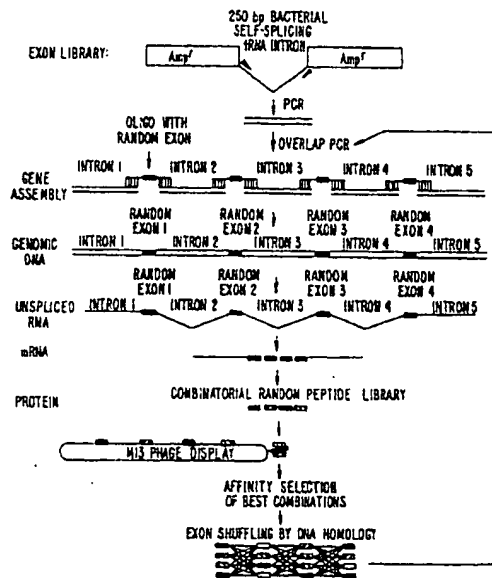 250 bp BACTERIAL
SELF-SPLICING
tRNA INTRON
EXON LIBRARY:
Ampʳ Ampʳ
PCR
OLIGO WITH
RANDOM EXON
OVERLAP PCR
INTRON 1 INTRON 2 INTRON 3 INTRON 4 INTRON 5
GENE
ASSEMBLY
RANDOM EXON 1 RANDOM EXON 2 RANDOM EXON 3 RANDOM EXON 4
GENOMIC
DNA
INTRON 1 INTRON 2 INTRON 3 INTRON 4 INTRON 5
RANDOM EXON 1 RANDOM EXON 2 RANDOM EXON 3 RANDOM EXON 4
UNSPLICED
RNA
INTRON 1 INTRON 2 INTRON 3 INTRON 4 INTRON 5
mRNA
COMBINATORIAL RANDOM PEPTIDE LIBRARY
PROTEIN
M13 PHAGE DISPLAY
AFFINITY SELECTION
OF BEST COMBINATIONS
EXON SHUFFLING BY DNA HOMOLOGY